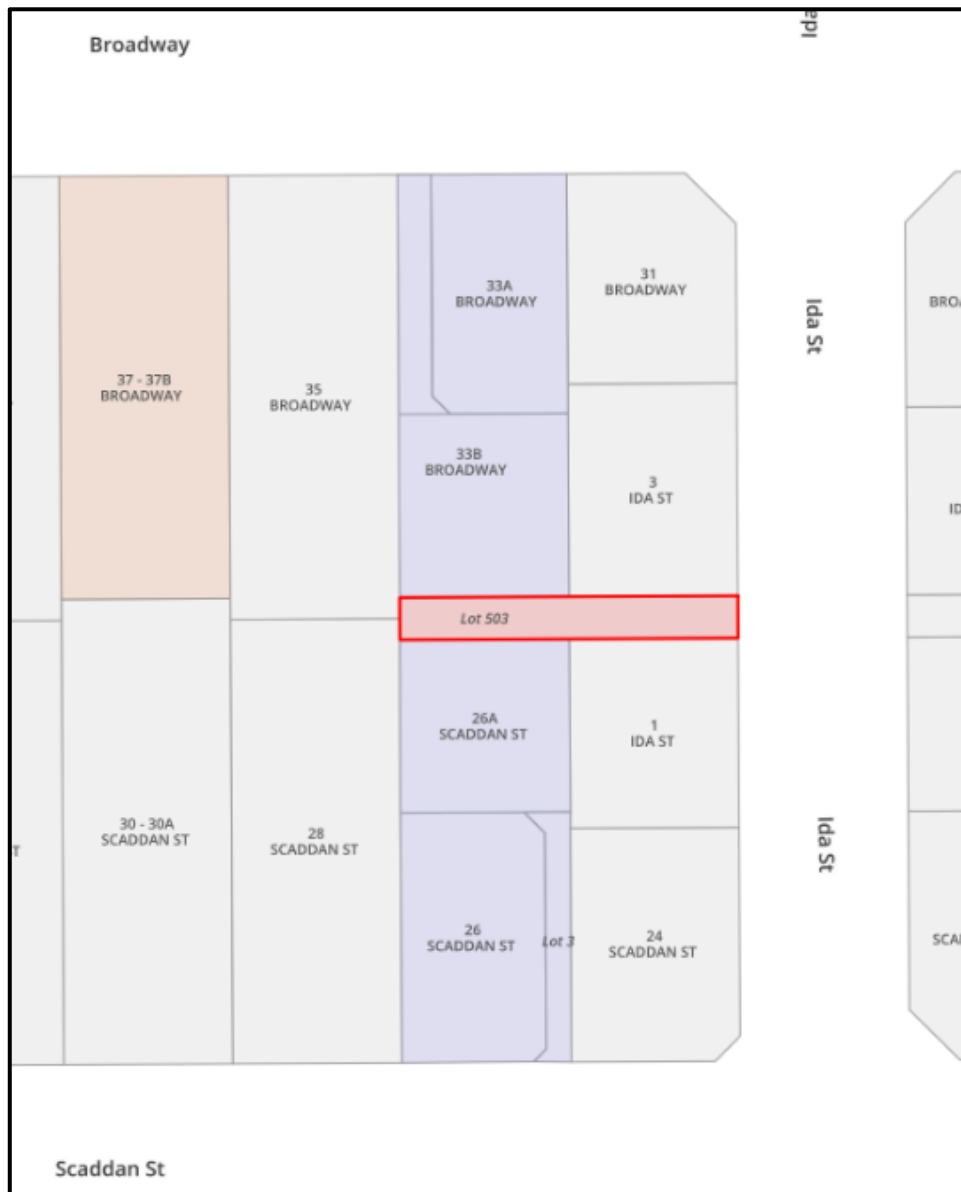 Broadway
Ida
31
BROADWAY
33A
BROADWAY
Ida St
37 - 37B
BROADWAY
35
BROADWAY
33B
BROADWAY
3
IDA ST
Lot 503
26A
SCADDAN ST
1
IDA ST
30 - 30A
SCADDAN ST
28
SCADDAN ST
Ida St
26
SCADDAN ST
Lot 3
24
SCADDAN ST
Scaddan St